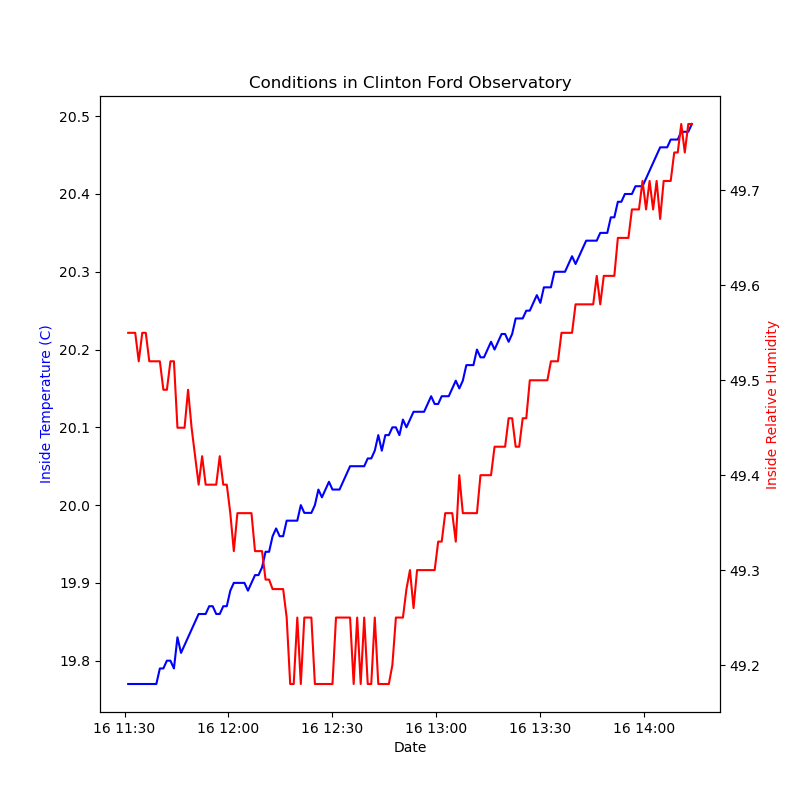 Conditions in Clinton Ford Observatory
20.5
20.4
20.3
20.2
20.1
20.0
19.9
19.8
Inside Temperature (C)
49.7
49.6
49.5
49.4
49.3
49.2
Inside Relative Humidity
16 11:30 16 12:00 16 12:30 16 13:00 16 13:30 16 14:00
Date